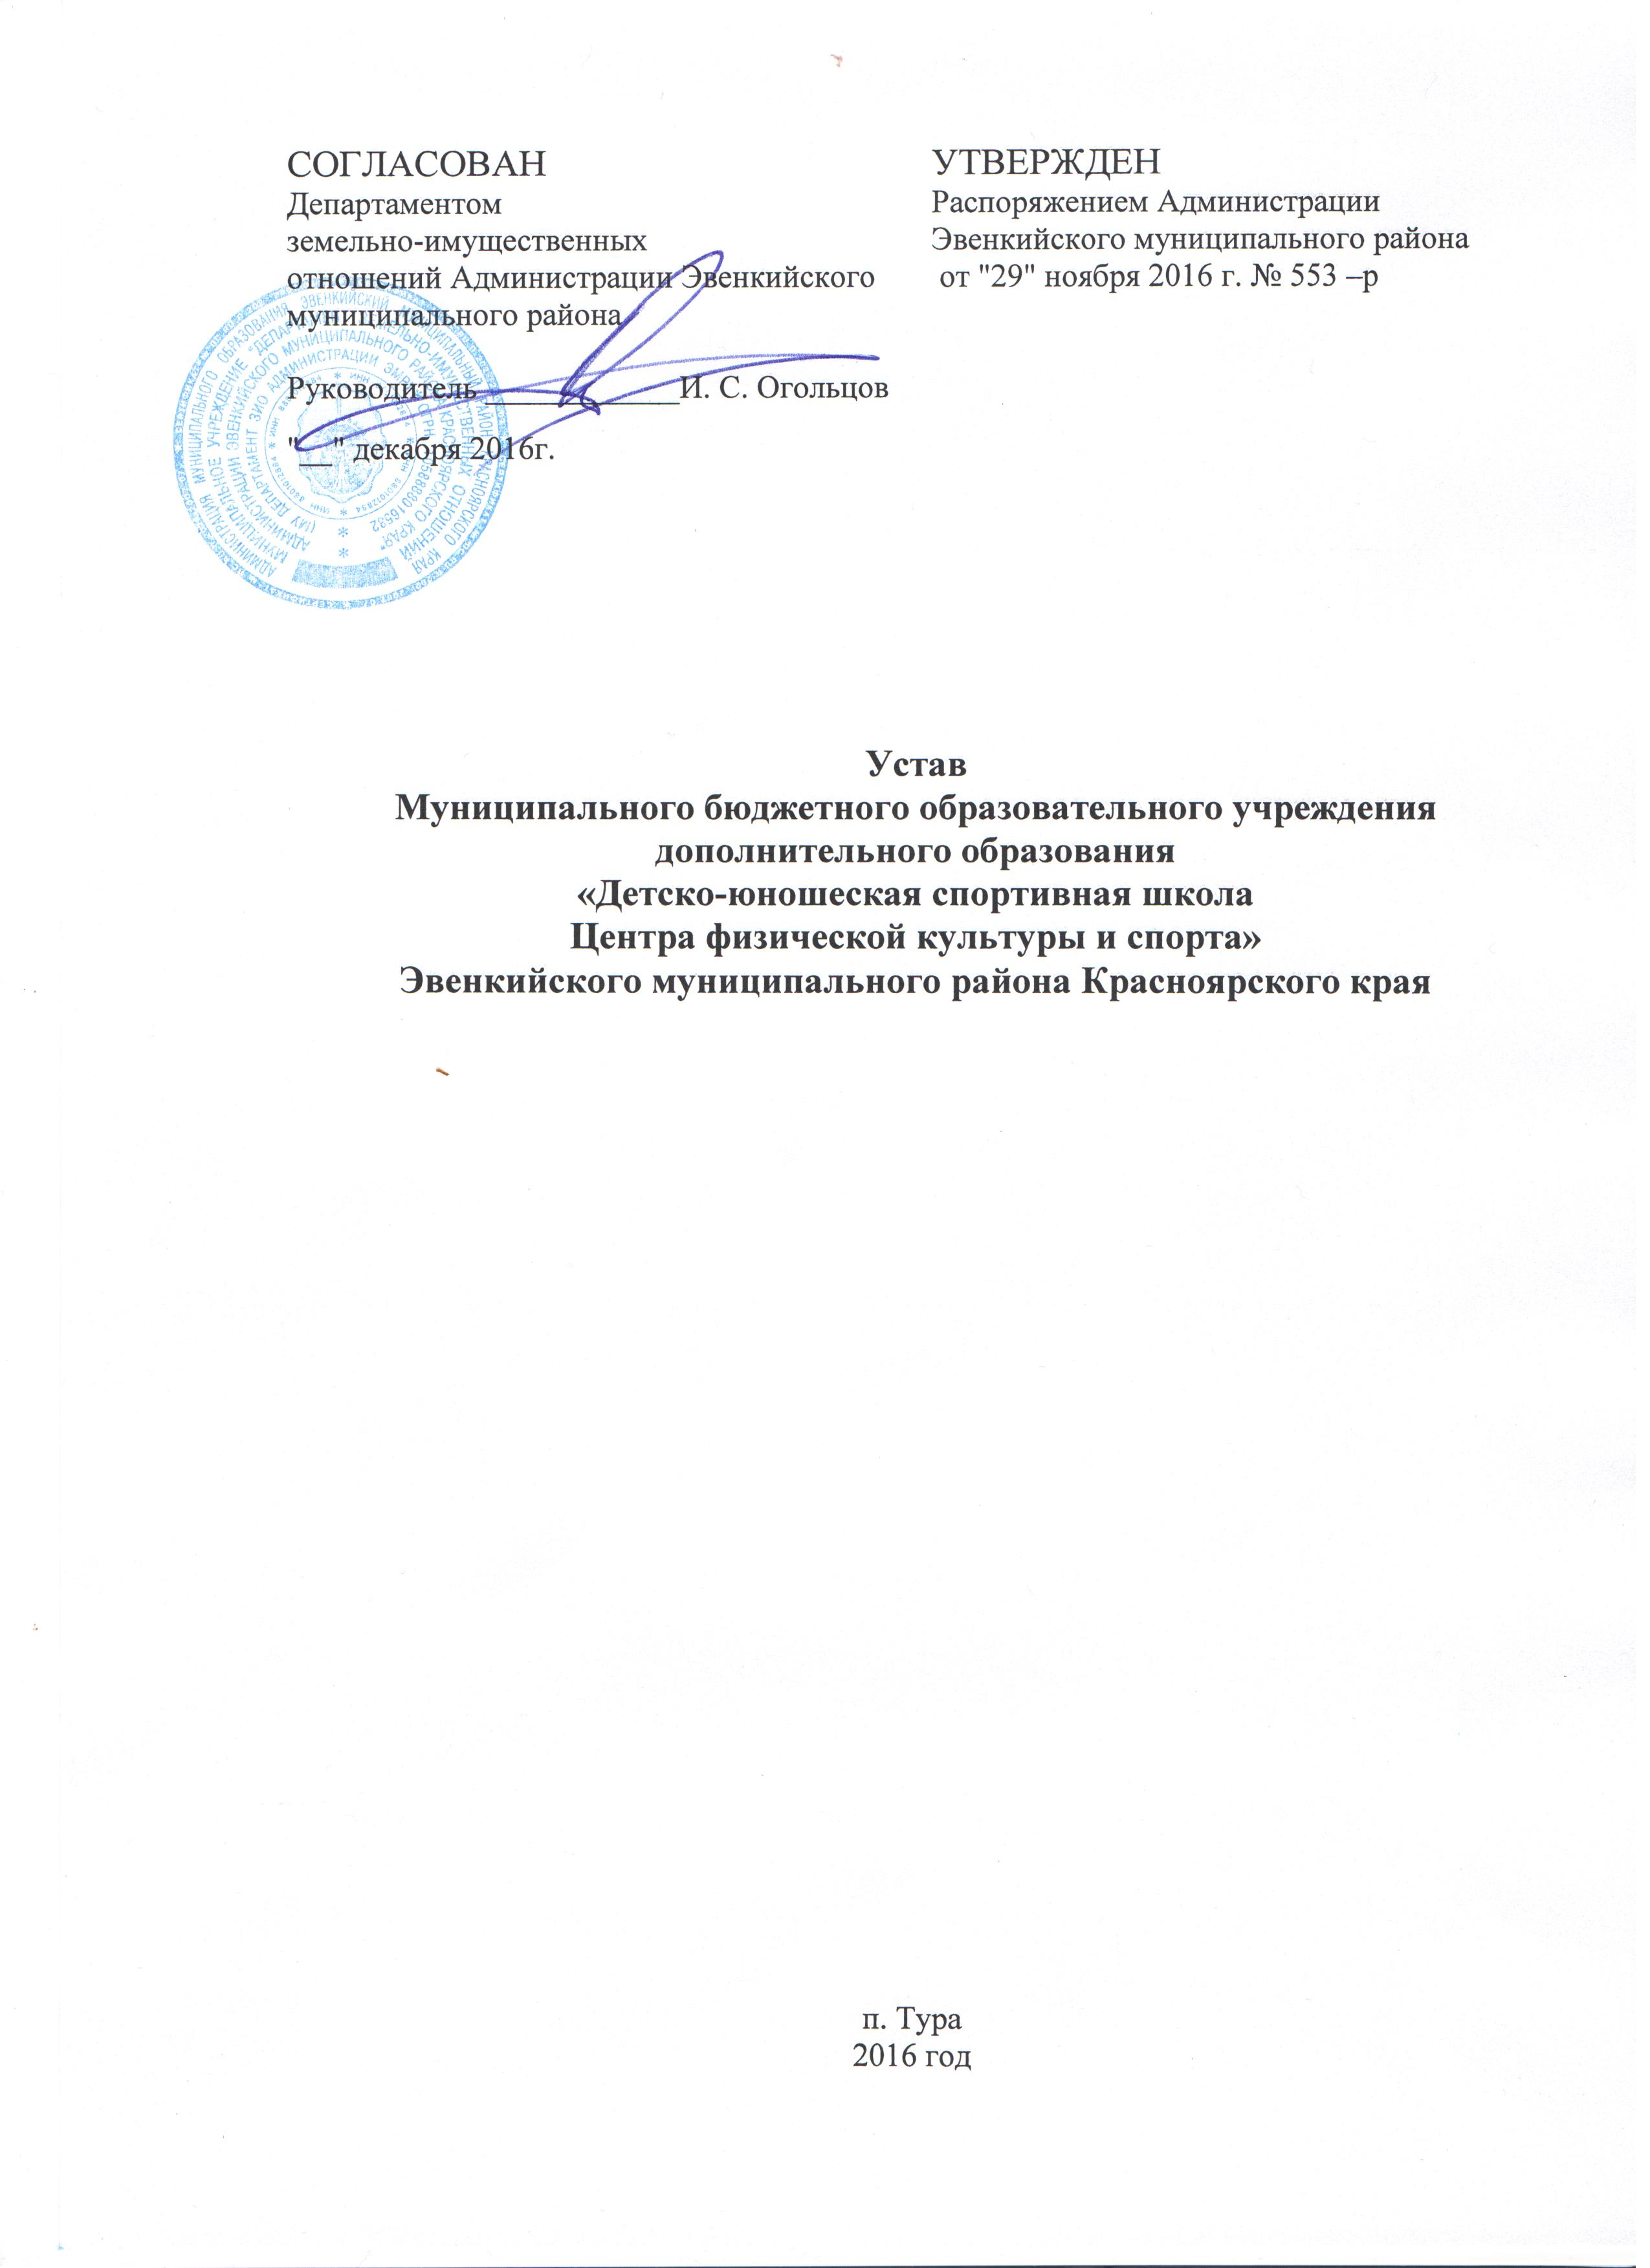 СОГЛАСОВАН
Департаментом
земельно-имущественных
отношений Администрации Эвенкийского
муниципального района
Руководитель ____________И. С. Огольцов
"__" декабря 2016г.
УТВЕРЖДЕН
Распоряжением Администрации
Эвенкийского муниципального района
от "29" ноября 2016 г. № 553 –р
Устав
Муниципального бюджетного образовательного учреждения
дополнительного образования
«Детско-юношеская спортивная школа
Центра физической культуры и спорта»
Эвенкийского муниципального района Красноярского края
п. Тура
2016 год